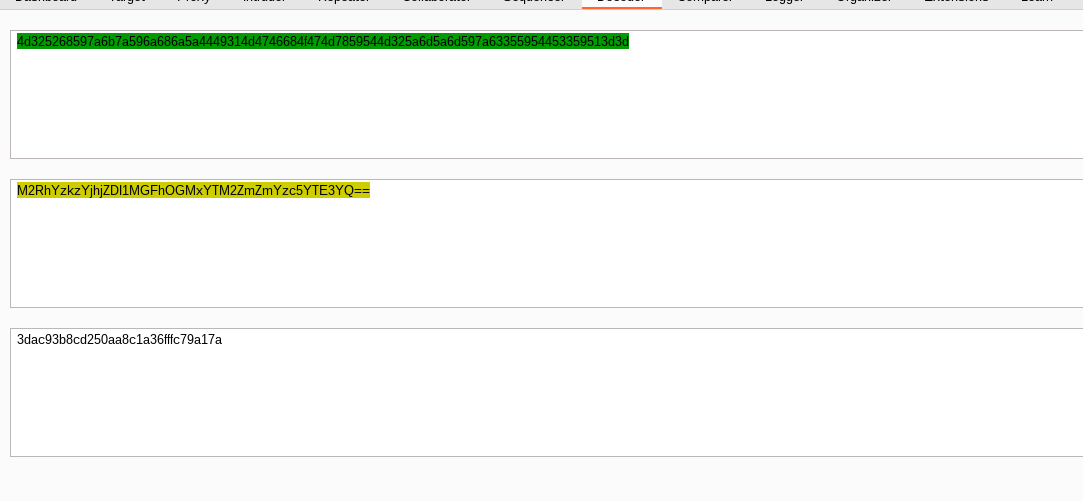 Dashboard Target Proxy Intruder Repeater Collaborator Sequencer Decoder Comparer Logger Organizer Extensions Learn
4d325268597a6b7a596a686a5a4449314d4746684f474d7859544d325a6d5a6d597a63355954453359513d3d
M2RhYzkzYjhjZDI1MGFhOGMxYTM2ZmZmYzc5YTE3YQ==
3dac93b8cd250aa8c1a36fffc79a17a